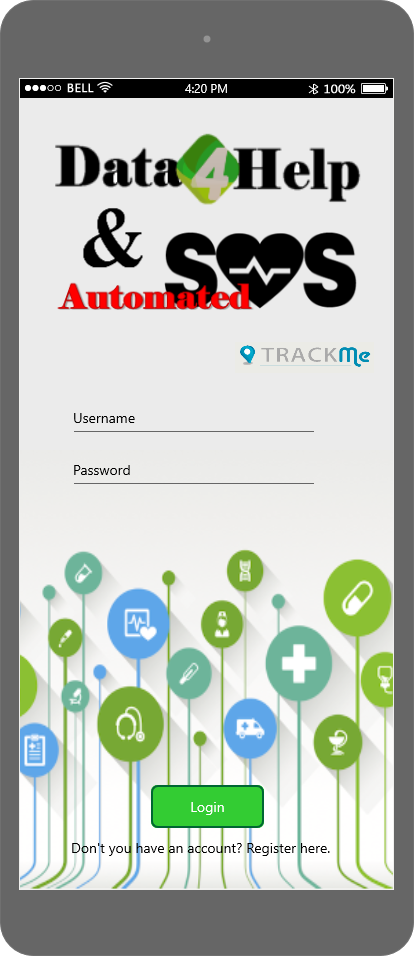 BELL 4:20 PM 100%
Data4Help
& SOS
Automated
TRACKMe
Username
Password
Login
Don't you have an account? Register here.